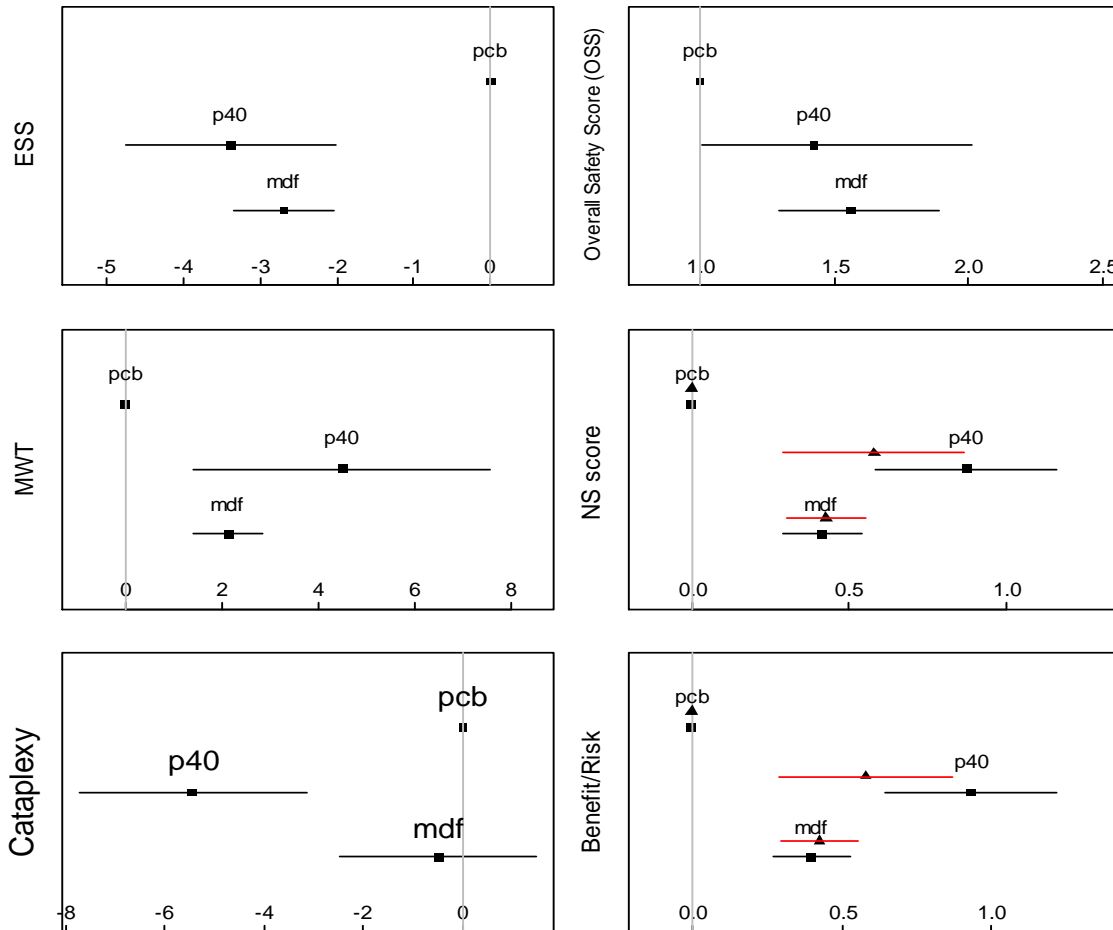 ESS
pcb
p40
mdf
-5 -4 -3 -2 -1 0
Overall Safety Score (OSS)
pcb
p40
mdf
1.0 1.5 2.0 2.5
MWT
pcb
p40
mdf
0 2 4 6 8
NS score
pcb
p40
mdf
0.0 0.5 1.0
Cataplexy
pcb
p40
mdf
-8 -6 -4 -2 0
Benefit/Risk
pcb
p40
mdf
0.0 0.5 1.0